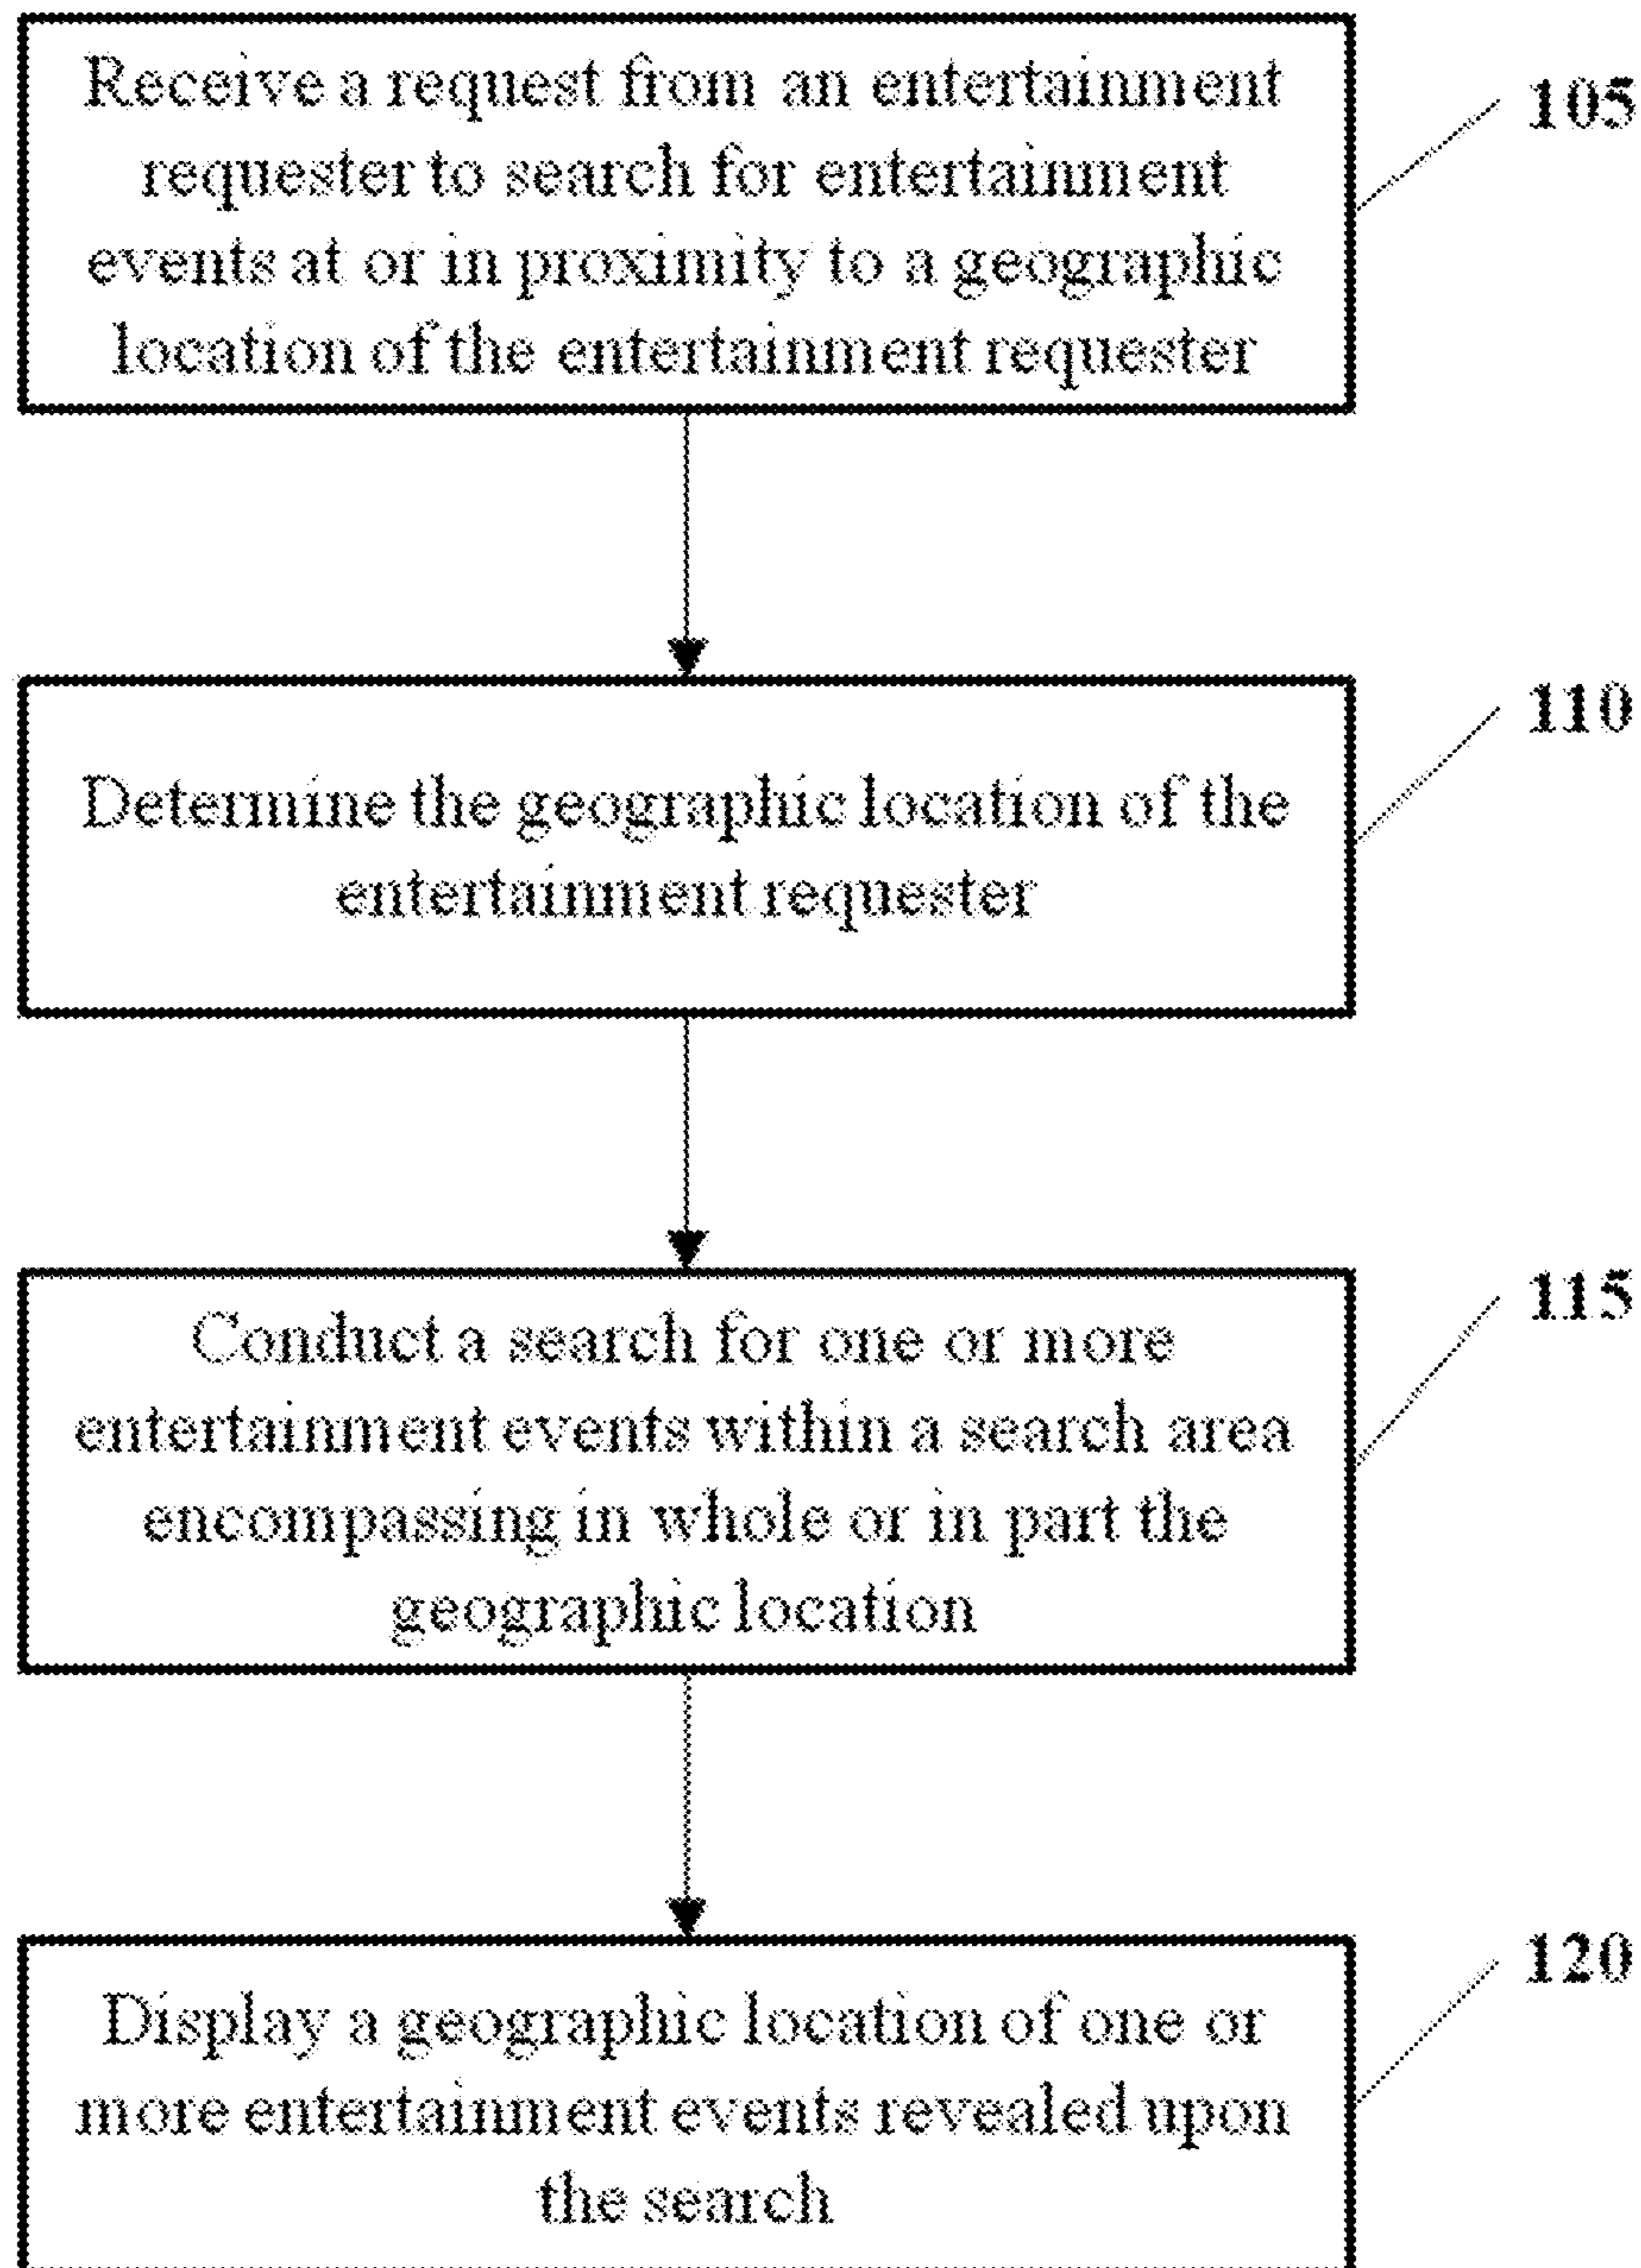 Receive a request from an entertainment
requester to search for entertainment
events at or in proximity to a geographic
location of the entertainment requester
105
Determine the geographic location of the
entertainment requester
110
Conduct a search for one or more
entertainment events within a search area
encompassing in whole or in part the
geographic location
115
Display a geographic location of one or
more entertainment events revealed upon
the search
120